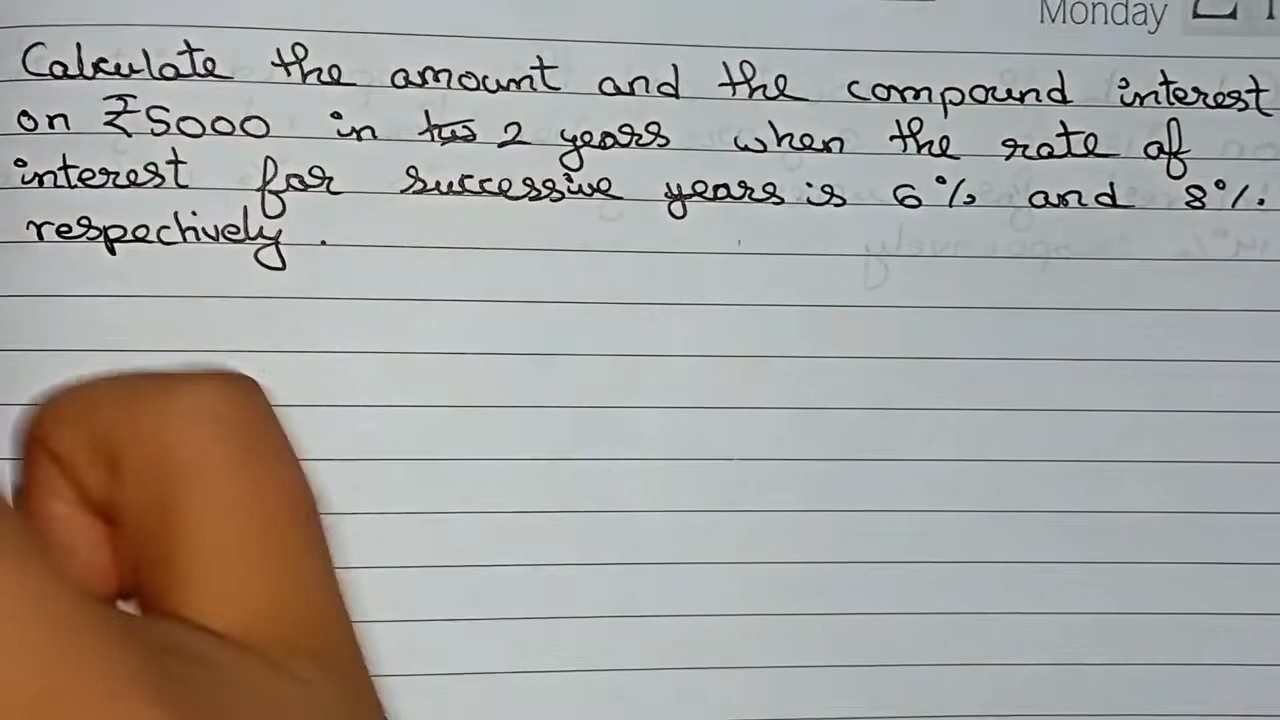 Monday
Calculate the amount and the compound interest
on ₹5000 in 2 years when the rate of
interest for successive years is 6% and 8%.
respectively.